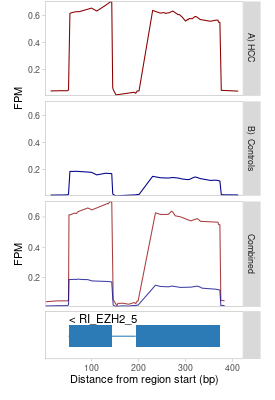 0.6
0.4
0.2
FPM
A) HCC
0.6
0.4
0.2
B) Controls
0.6
0.4
0.2
FPM
Combined
< RI_EZH2_5
100 200 300 400
Distance from region start (bp)